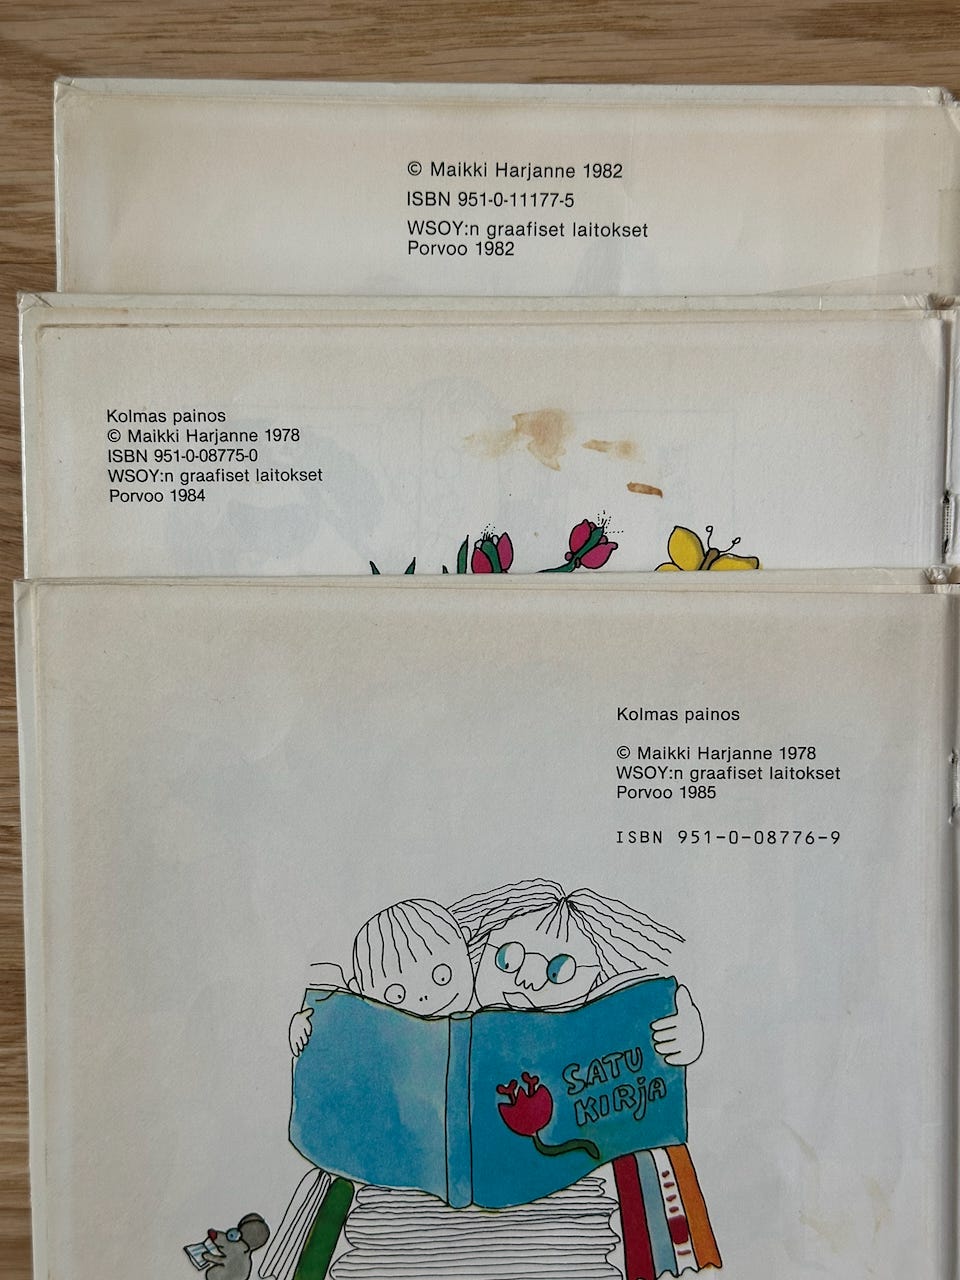 © Maikki Harjanne 1982
ISBN 951-0-11177-5
WSOY:n graafiset laitokset
Porvoo 1982
Kolmas painos
© Maikki Harjanne 1978
ISBN 951-0-08775-0
WSOY:n graafiset laitokset
Porvoo 1984
Kolmas painos
© Maikki Harjanne 1978
WSOY:n graafiset laitokset
Porvoo 1985
ISBN 951-0-08776-9
SATU
KIRjA